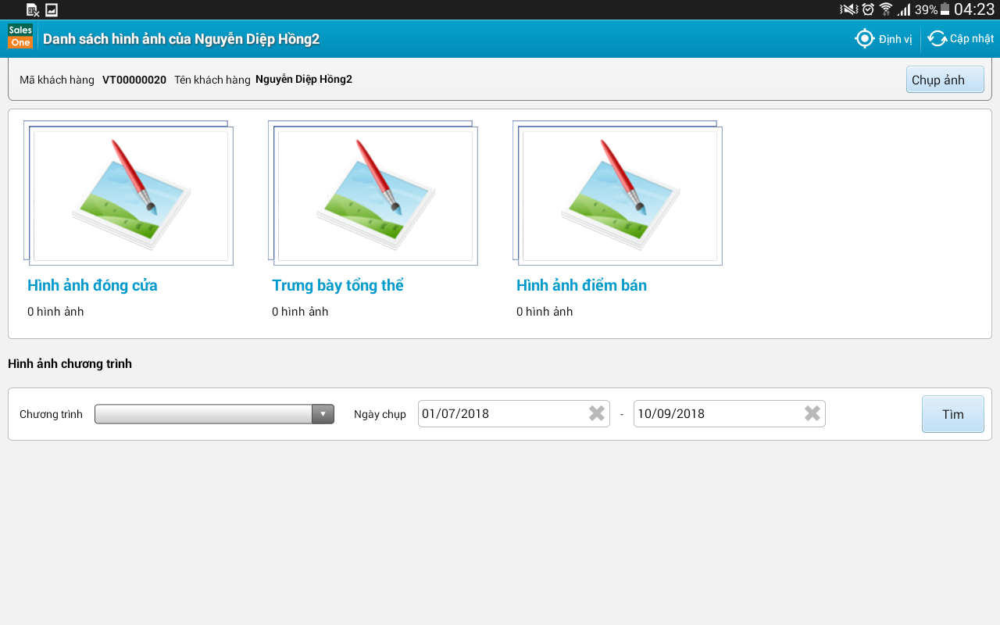 39% 04:23
Sales One Danh sách hình ảnh của Nguyễn Diệp Hồng2 Định vị Cập nhật
Mã khách hàng VT00000020 Tên khách hàng Nguyễn Diệp Hồng2 Chụp ảnh
Hình ảnh đóng cửa Trưng bày tổng thể Hình ảnh điểm bán
0 hình ảnh 0 hình ảnh 0 hình ảnh
Hình ảnh chương trình
Chương trình Ngày chụp 01/07/2018 - 10/09/2018 Tìm